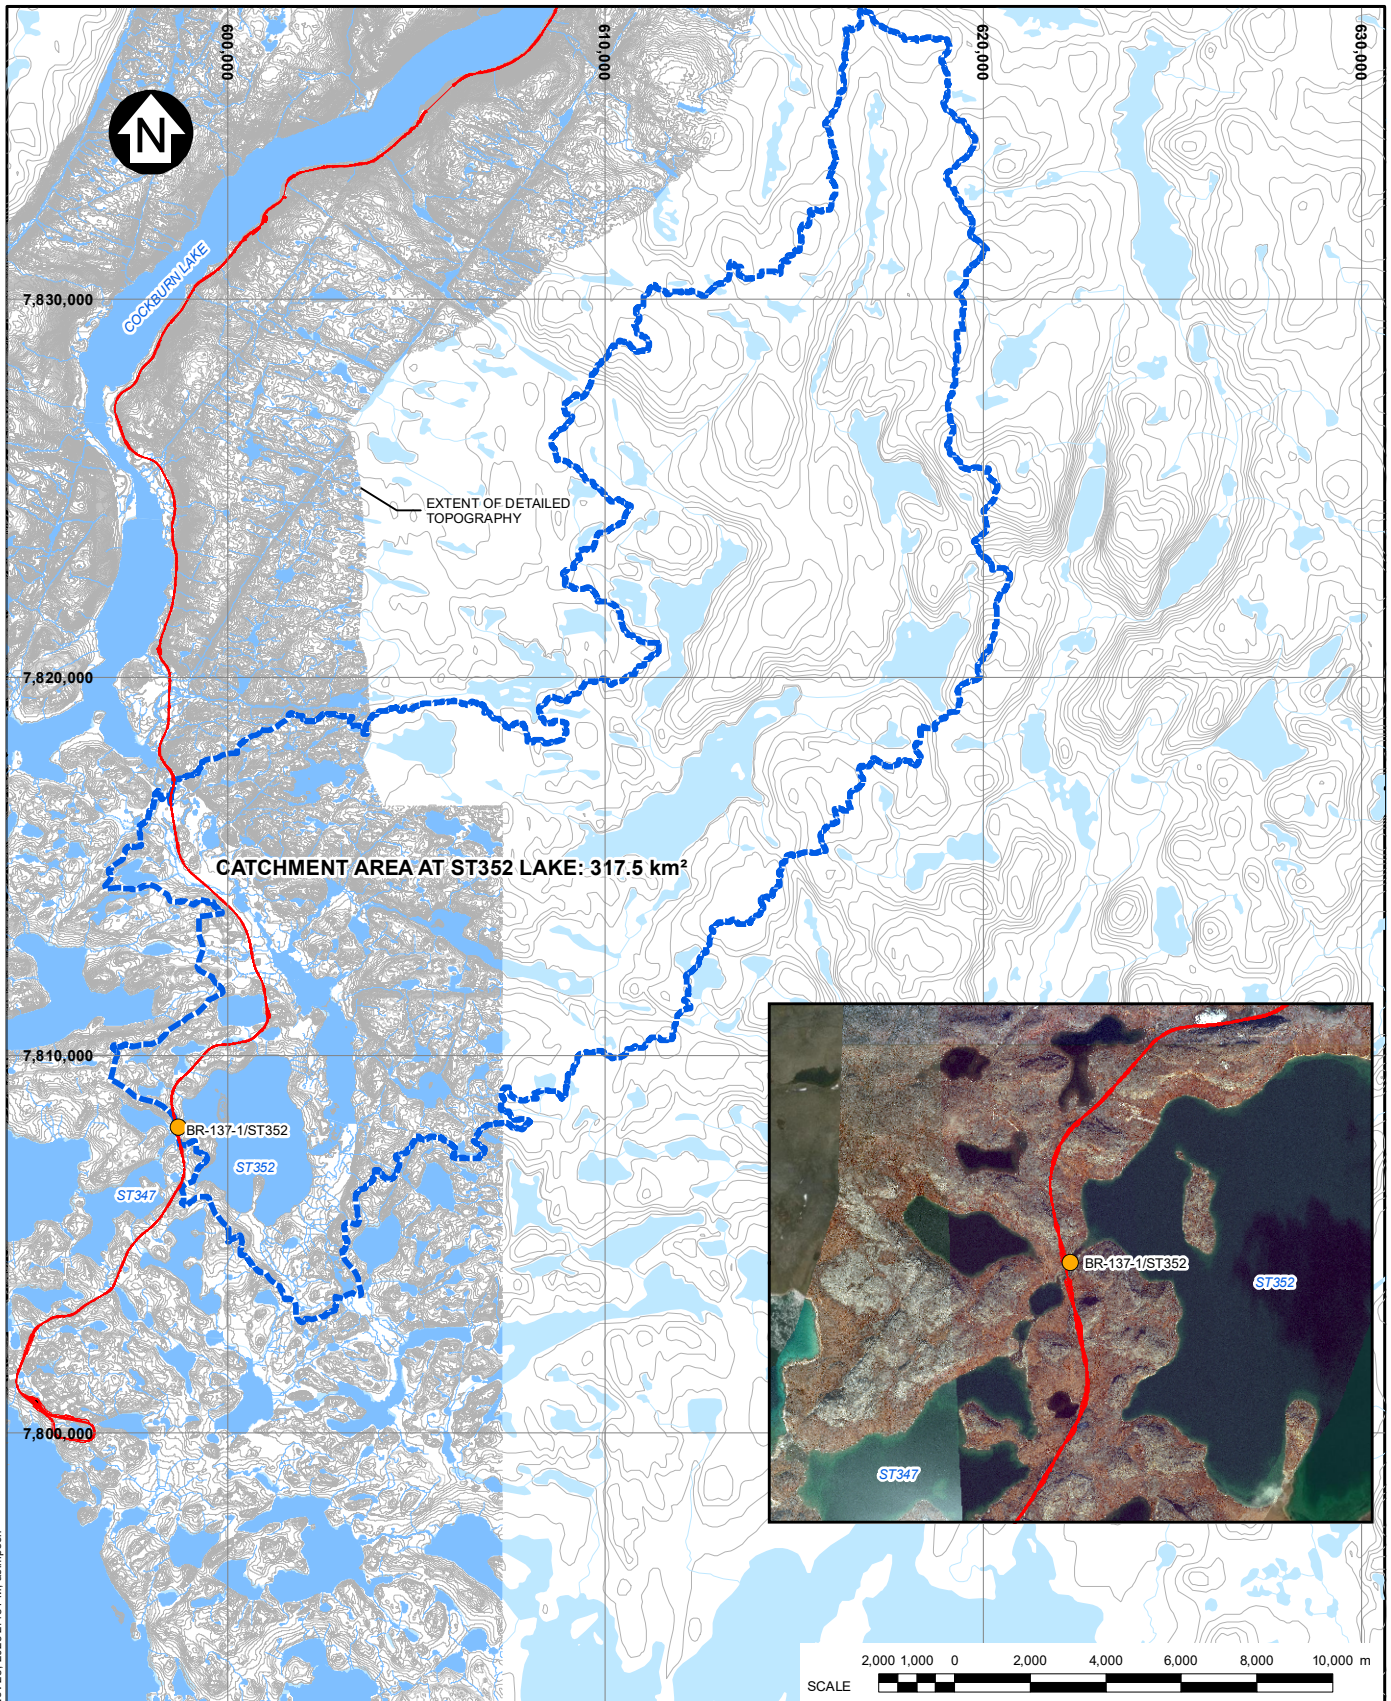 600,000
610,000
620,000
630,000
N
COCKBURN LAKE
7,830,000
EXTENT OF DETAILED
TOPOGRAPHY
7,820,000
CATCHMENT AREA AT ST352 LAKE: 317.5 km²
7,810,000
BR-137-1/ST352
ST352
ST347
BR-137-1/ST352
ST352
7,800,000
ST347
2,000 1,000 0 2,000 4,000 6,000 8,000 10,000 m
SCALE